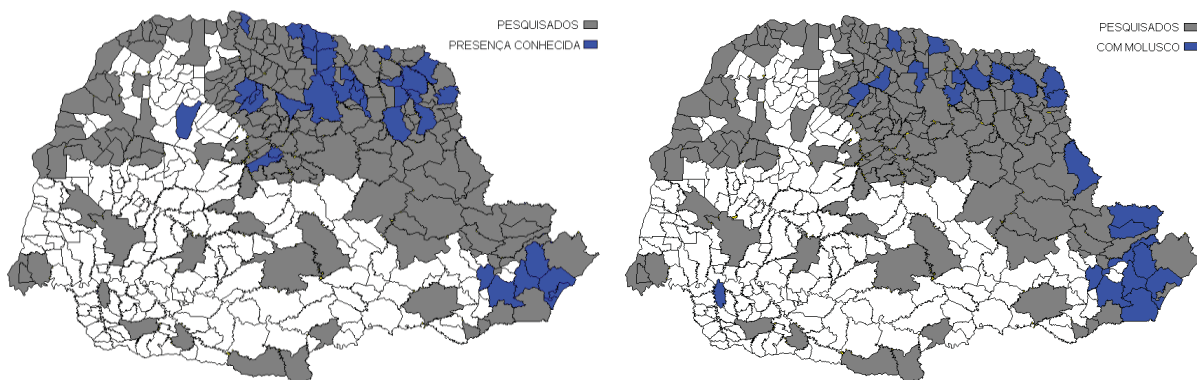 PESQUISADOS
PRESENÇA CONHECIDA
PESQUISADOS
COM MOLUSCO